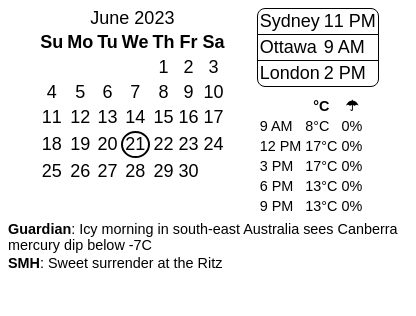 June 2023
Su Mo Tu We Th Fr Sa
1 2 3
4 5 6 7 8 9 10
11 12 13 14 15 16 17
18 19 20 21 22 23 24
25 26 27 28 29 30
Sydney 11 PM
Ottawa 9 AM
London 2 PM
°C ☂
9 AM 8°C 0%
12 PM 17°C 0%
3 PM 17°C 0%
6 PM 13°C 0%
9 PM 13°C 0%
Guardian: Icy morning in south-east Australia sees Canberra
mercury dip below -7C
SMH: Sweet surrender at the Ritz